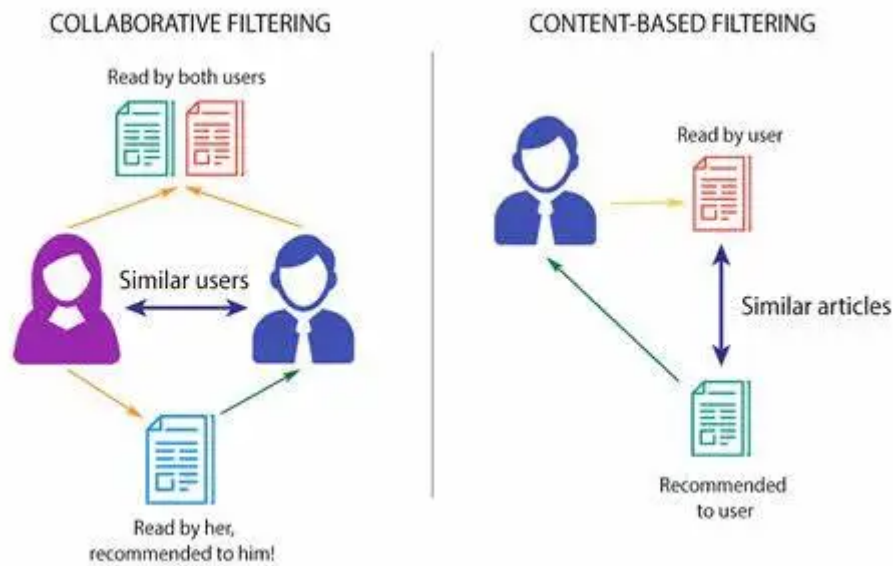 COLLABORATIVE FILTERING
Read by both users
Similar users
Read by her,
recommended to him!
CONTENT-BASED FILTERING
Read by user
Similar articles
Recommended
to user